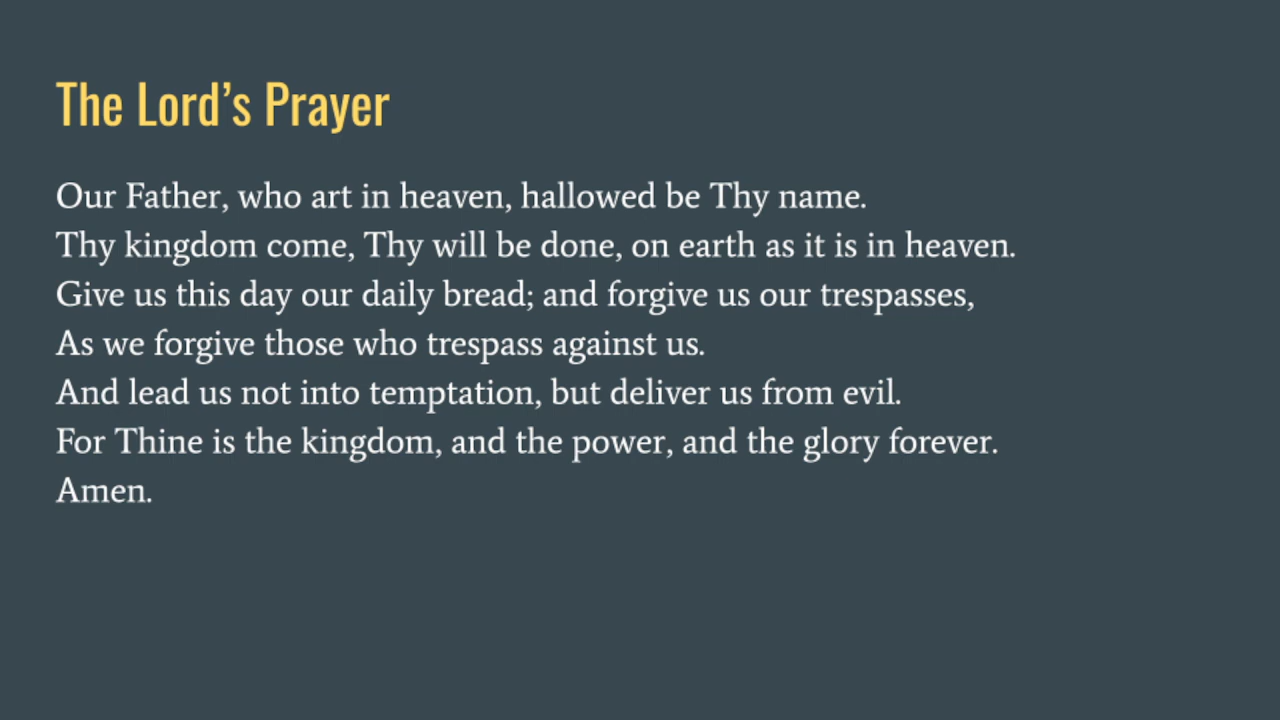 The Lord’s Prayer
Our Father, who art in heaven, hallowed be Thy name.
Thy kingdom come, Thy will be done, on earth as it is in heaven.
Give us this day our daily bread; and forgive us our trespasses,
As we forgive those who trespass against us.
And lead us not into temptation, but deliver us from evil.
For Thine is the kingdom, and the power, and the glory forever.
Amen.